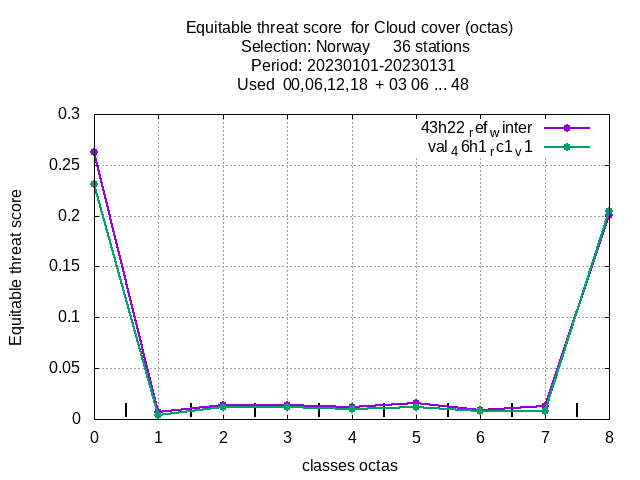 Equitable threat score for Cloud cover (octas)
Selection: Norway 36 stations
Period: 20230101-20230131
Used 00,06,12,18 + 03 06 ... 48
43h22 ref winter
val 4 6h1 r c1 v 1
0.3
0.25
0.2
0.15
0.1
0.05
0
Equitable threat score
0 1 2 3 4 5 6 7 8
classes octas